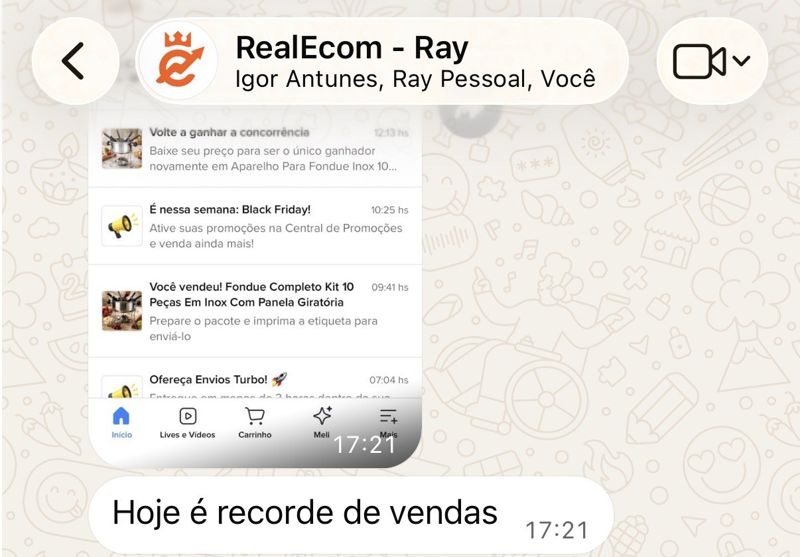 RealEcom - Ray
Igor Antunes, Ray Pessoal, Você
Volte a ganhar a concorrência 12:13 hs
Baixe seu preço para ser o único ganhador
novamente em Aparelho Para Fondue Inox 10...
É nessa semana: Black Friday! 10:25 hs
Ative suas promoções na Central de Promoções
e venda ainda mais!
Você vendeu! Fondue Completo Kit 10 09:41 hs
Peças Em Inox Com Panela Giratória
Prepare o pacote e imprima a etiqueta para
enviá-lo
Ofereça Envios Turbo! 🚀 07:04 hs
Início Lives e Vídeos Carrinho Meli Mais
17:21
Hoje é recorde de vendas 17:21